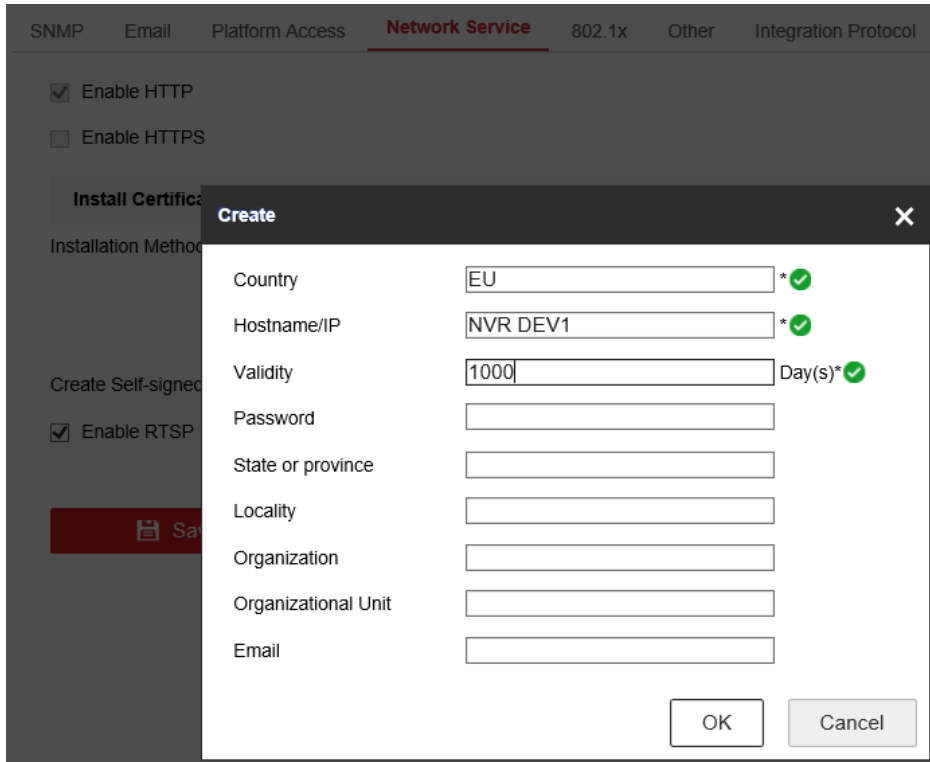 SNMP Email Platform Access Network Service 802.1x Other Integration Protocol
Enable HTTP
Enable HTTPS
Install Certifica
Create
Installation Method
Country EU *
Hostname/IP NVR DEV1 *
Validity 1000 Day(s)*
Create Self-signed
Password
Enable RTSP
State or province
Locality
Sav
Organization
Organizational Unit
Email
OK Cancel